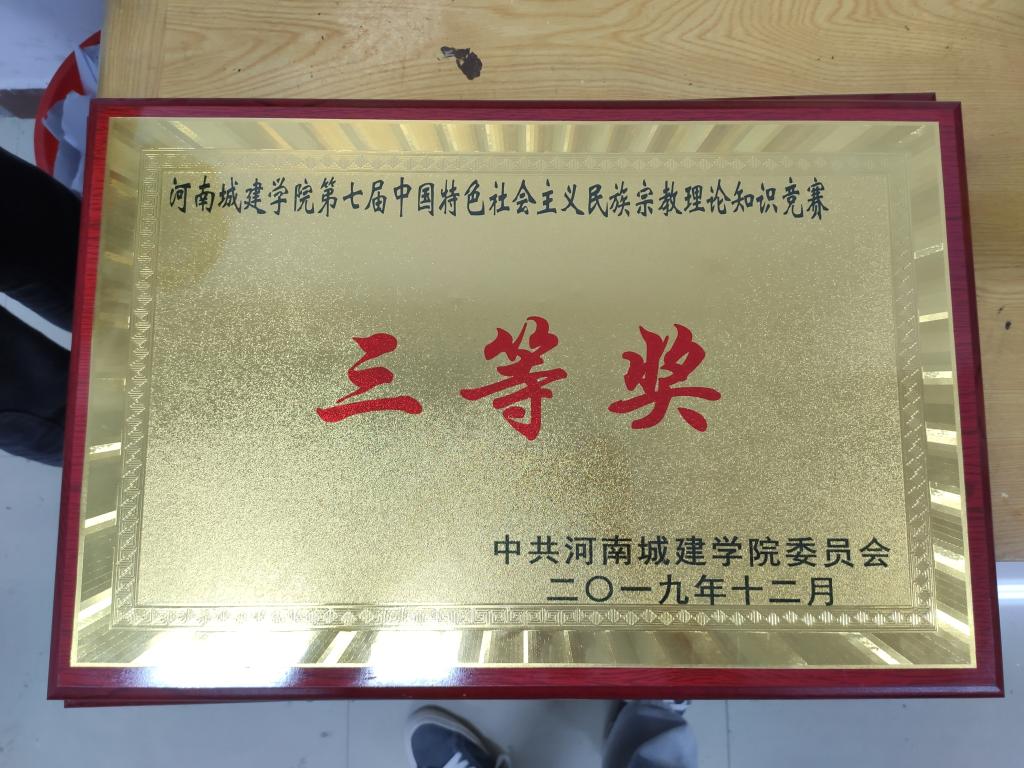 河南城建学院第七届中国特色社会主义民族宗教理论知识竞赛
三等奖
中共河南城建学院委员会
二〇一九年十二月